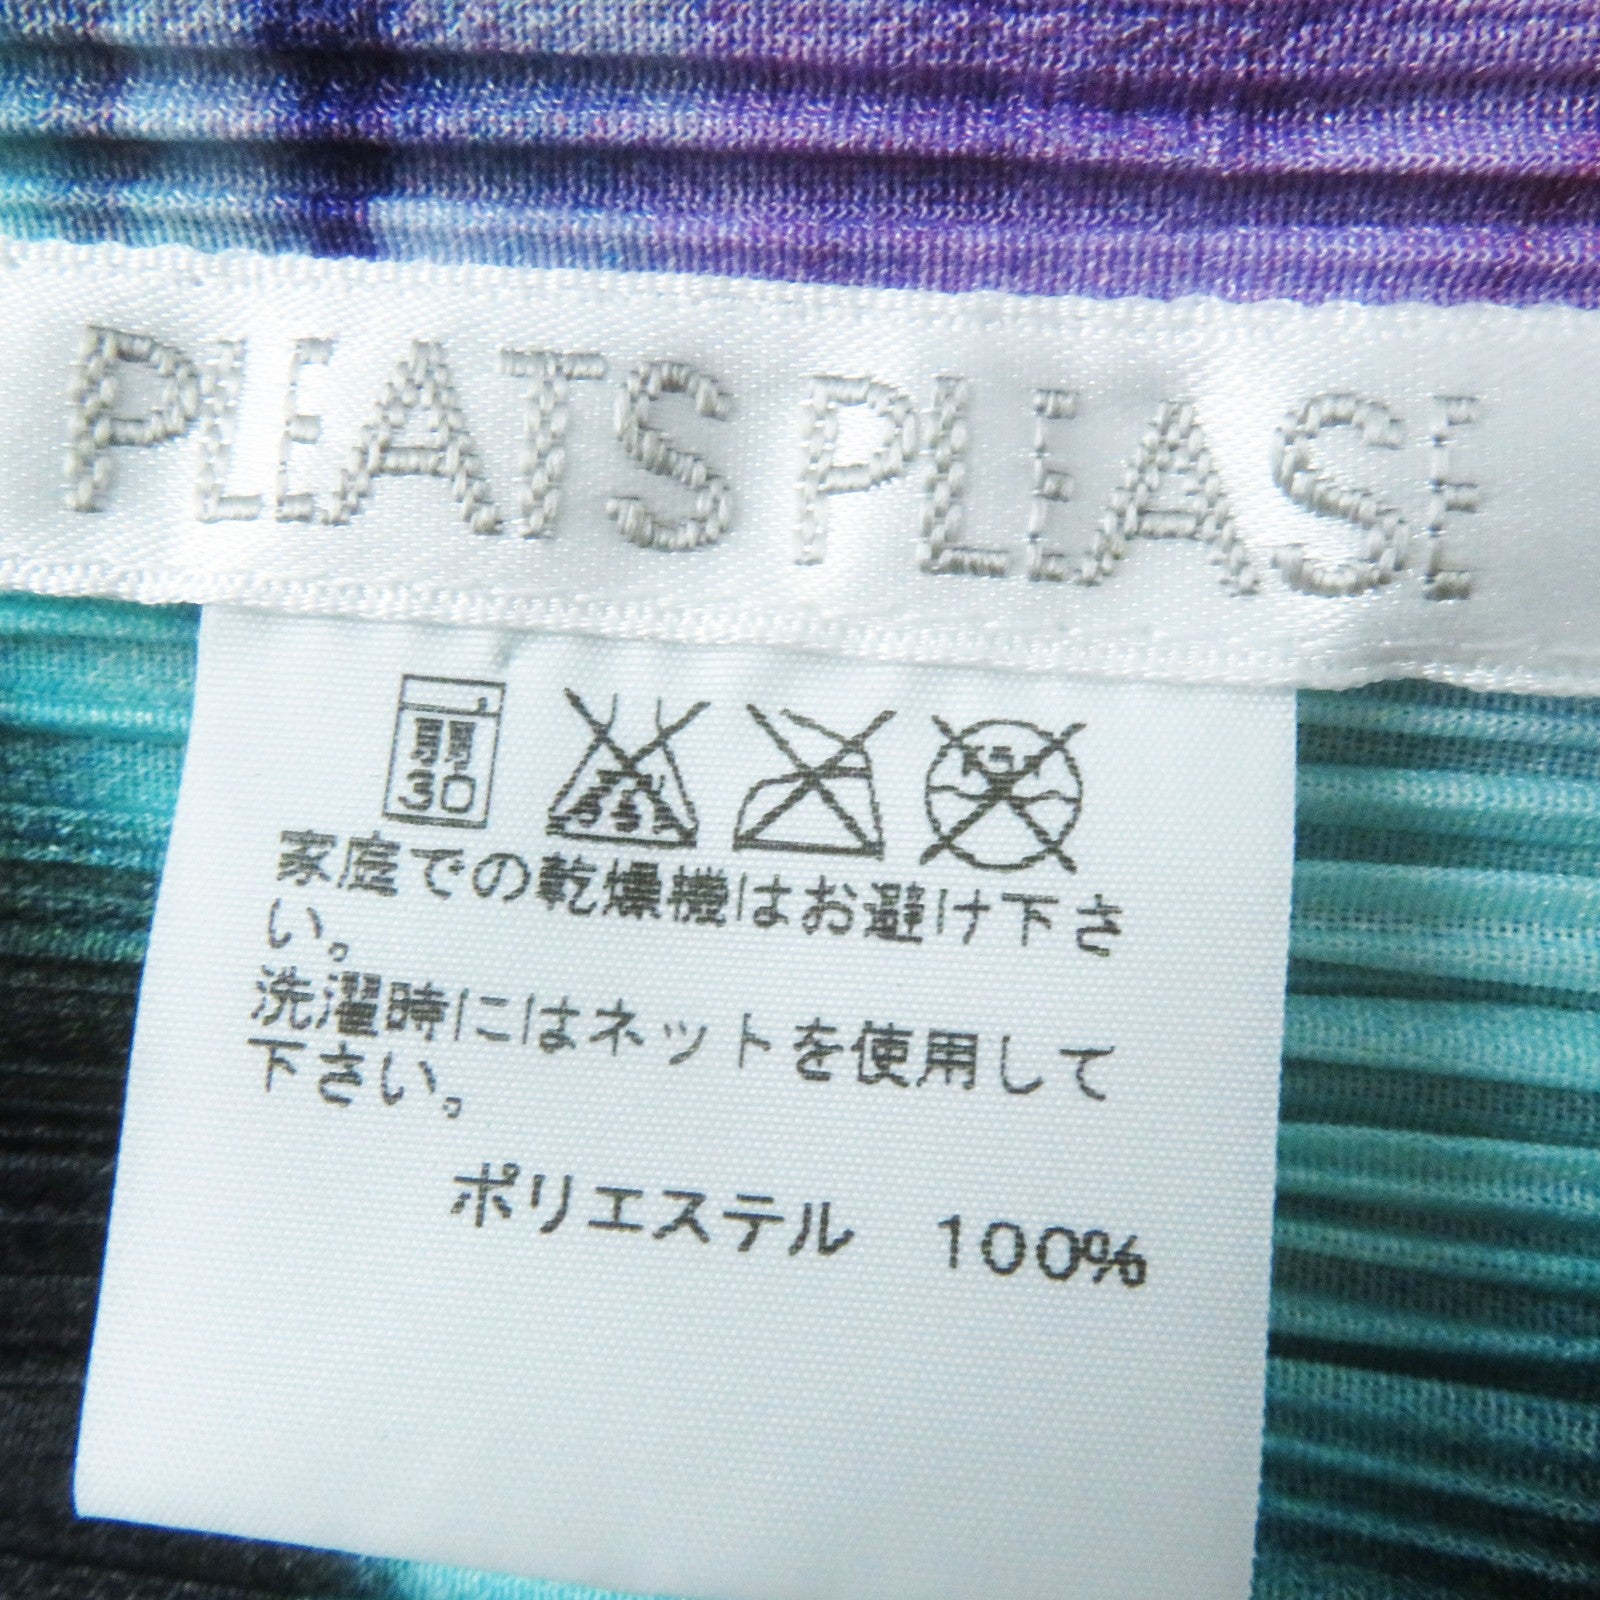 PLEATS PLEASE
弱
30
家庭での乾燥機はお避け下さ
い。
洗濯時にはネットを使用して
下さい。
ポリエステル 100%